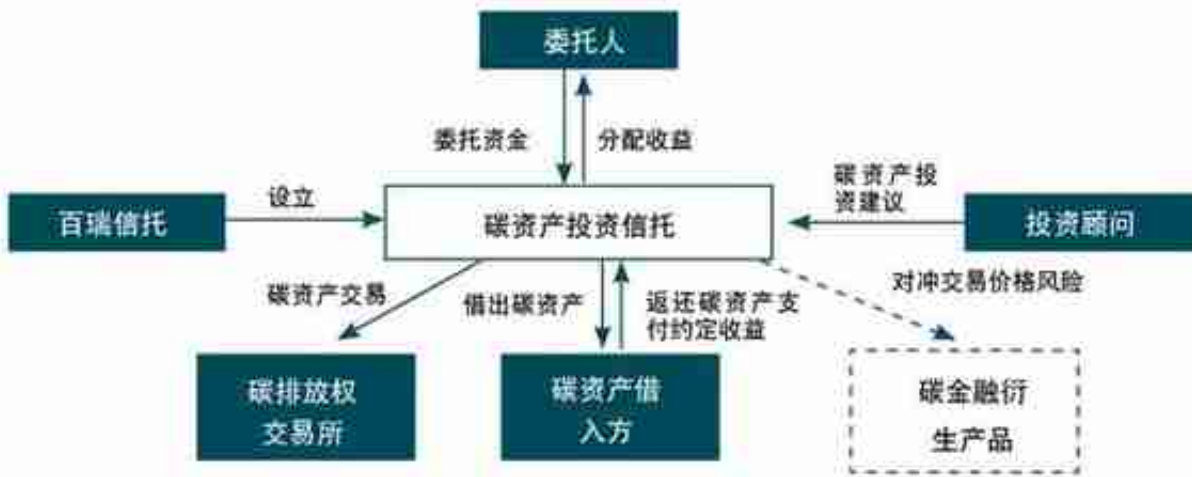 委托人
委托资金
分配收益
百瑞信托
设立
碳资产投资信托
碳资产投
资建议
投资顾问
碳资产交易
借出碳资产
返还碳资产支
付约定收益
对冲交易价格风险
碳排放权
交易所
碳资产借
入方
碳金融衍
生产品